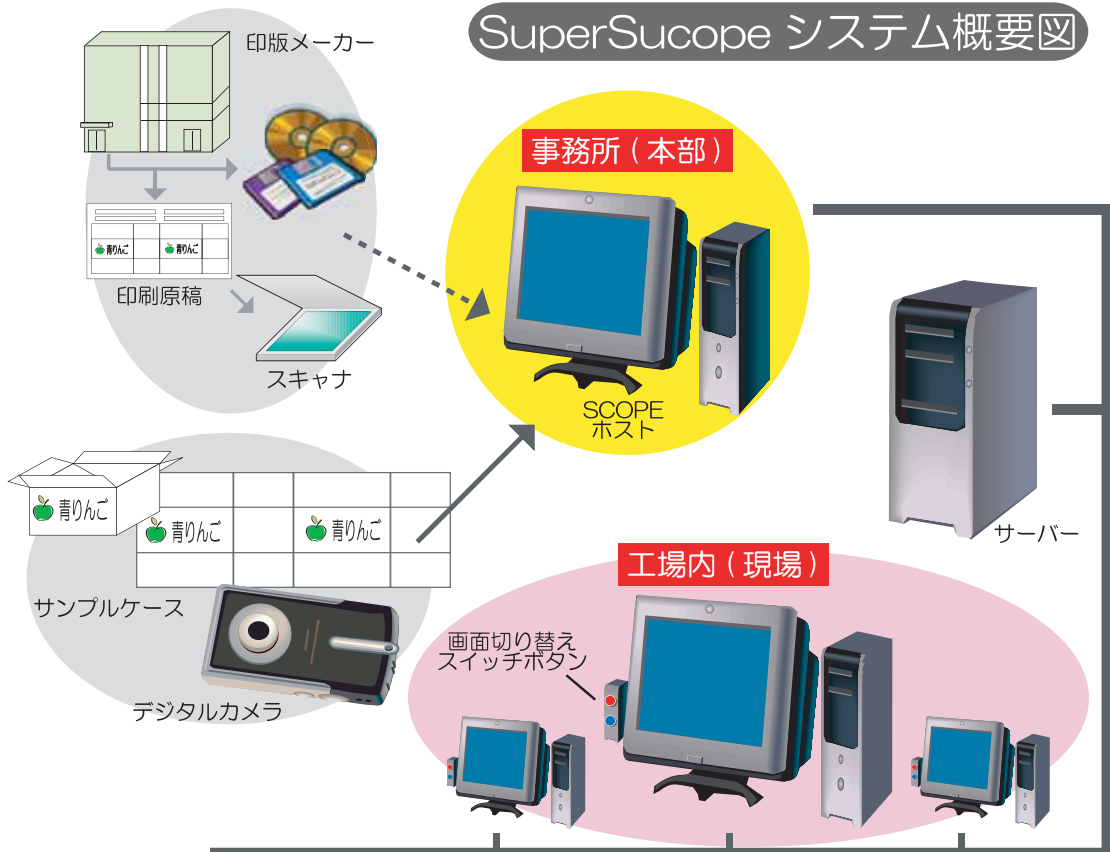 SuperSucope システム概要図
印版メーカー
事務所 ( 本部 )
青りんご
青りんご
印刷原稿
スキャナ
SCOPE
ホスト
青りんご
青りんご
青りんご
サンプルケース
デジタルカメラ
サーバー
工場内 ( 現場 )
画面切り替え
スイッチボタン